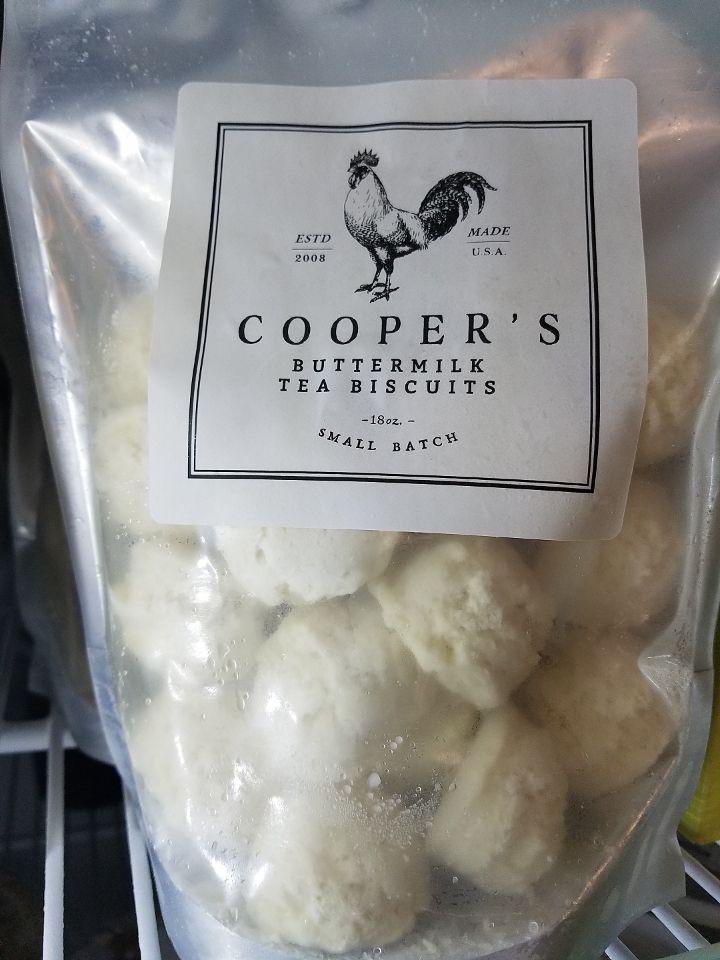 ESTD
2008
MADE
U.S.A.
COOPER'S
BUTTERMILK
TEA BISCUITS
-18oz. -
SMALL BATCH